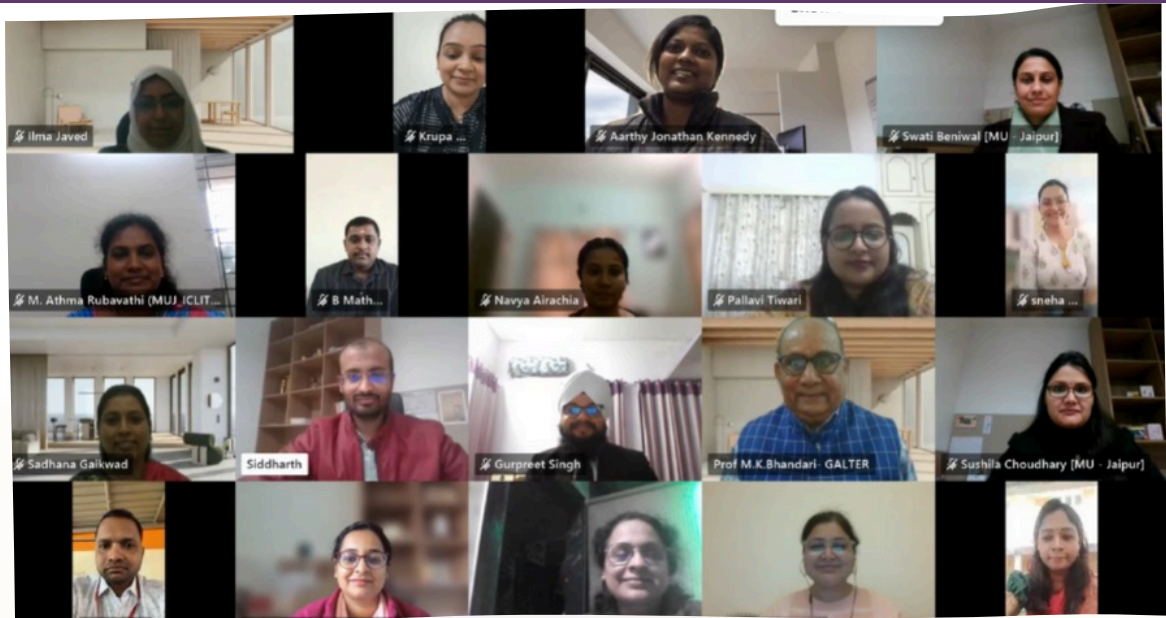 Ilma Javed
Krupa ...
Aarthy Jonathan Kennedy
Swati Beniwal [MU - Jaipur]
M. Athma Rubavathi (MUJ_ICLIT...
B Math...
Navya Airachia
Pallavi Tiwari
sneha ...
Sadhana Gaikwad
Siddharth
Gurpreet Singh
Prof M.K.Bhandari- GALTER
Sushila Choudhary [MU - Jaipur]